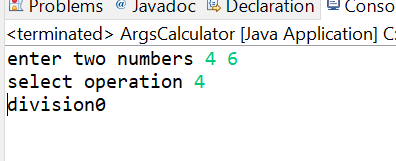 Problems @ Javadoc Declaration Conso
<terminated> ArgsCalculator [Java Application] C:
enter two numbers 4 6
select operation 4
division0